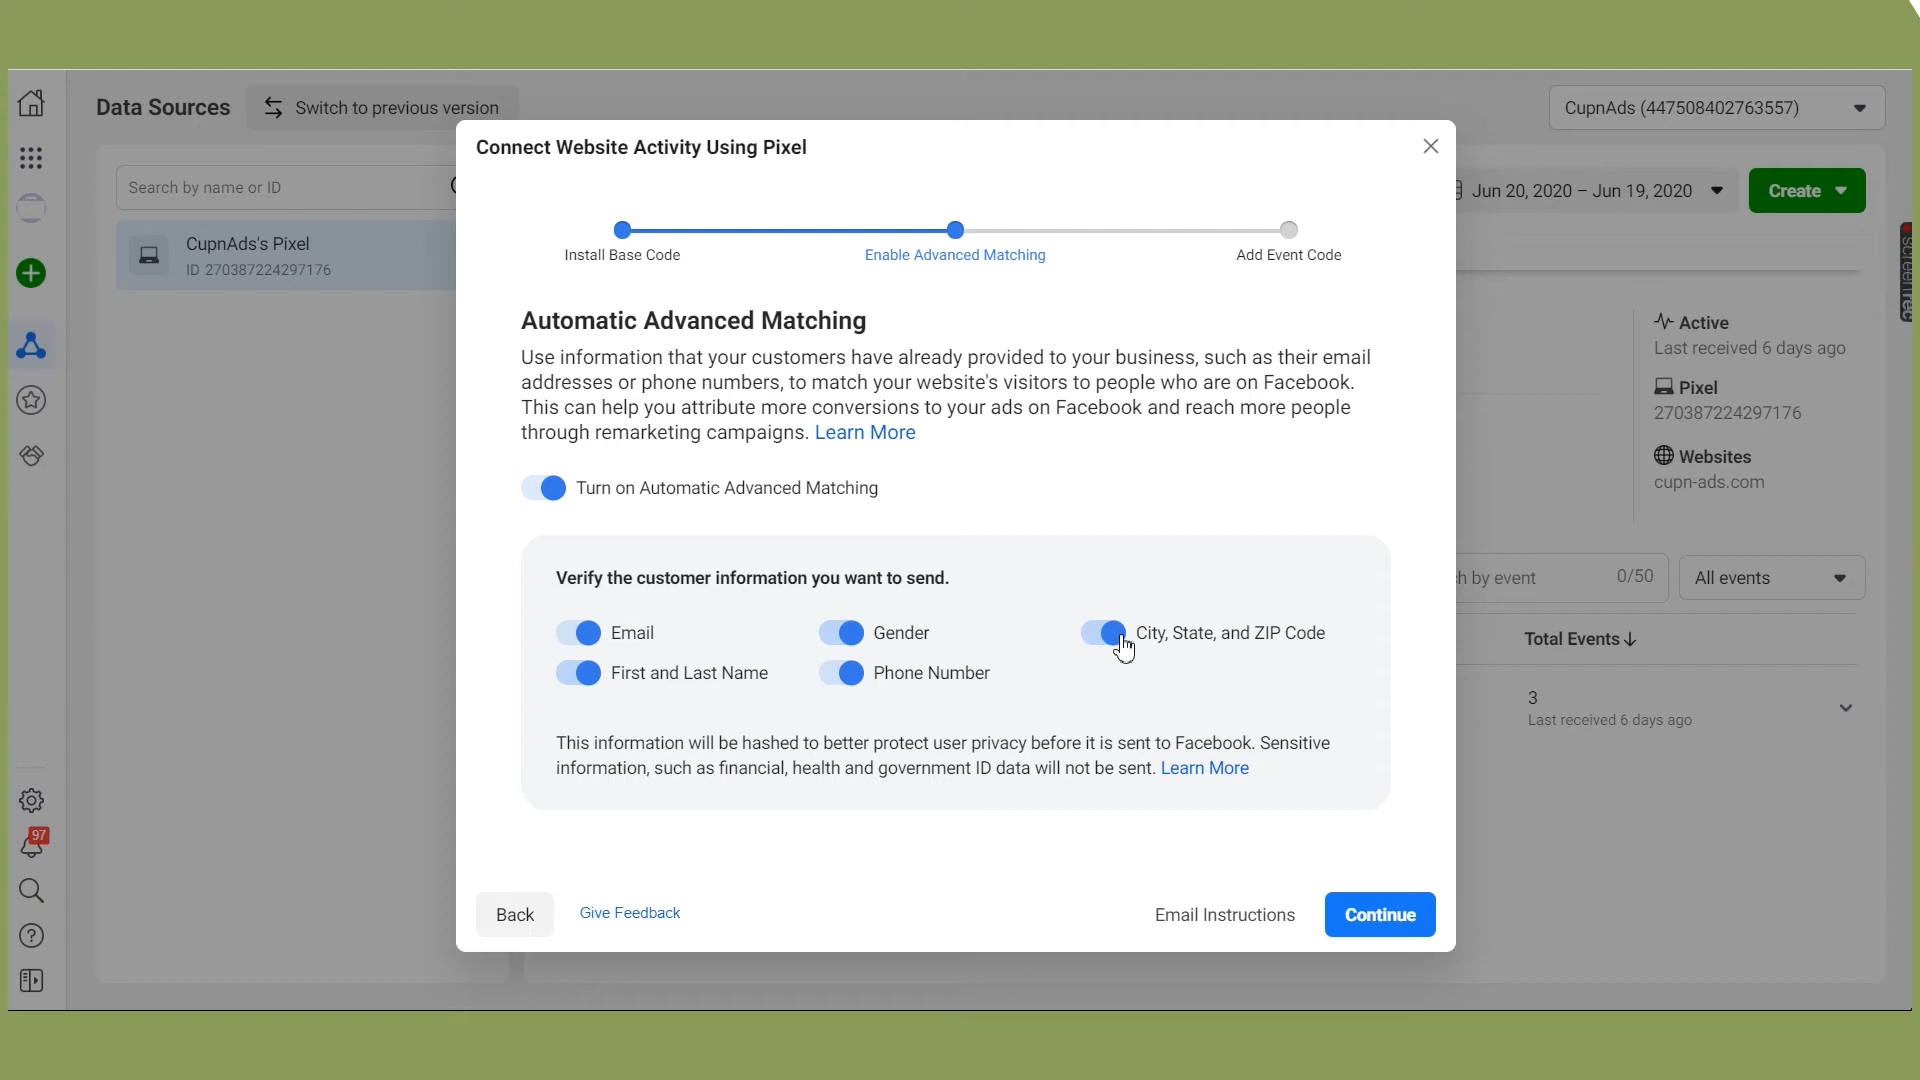 Data Sources
Switch to previous version
CupnAds (447508402763557)
Connect Website Activity Using Pixel
Search by name or ID
Jun 20, 2020 – Jun 19, 2020
Create
CupnAds's Pixel
ID 270387224297176
Install Base Code
Enable Advanced Matching
Add Event Code
Automatic Advanced Matching
Use information that your customers have already provided to your business, such as their email
addresses or phone numbers, to match your website's visitors to people who are on Facebook.
This can help you attribute more conversions to your ads on Facebook and reach more people
through remarketing campaigns. Learn More
Turn on Automatic Advanced Matching
Verify the customer information you want to send.
Email
Gender
City, State, and ZIP Code
First and Last Name
Phone Number
This information will be hashed to better protect user privacy before it is sent to Facebook. Sensitive
information, such as financial, health and government ID data will not be sent. Learn More
Back
Give Feedback
Email Instructions
Continue
Active
Last received 6 days ago
Pixel
270387224297176
Websites
cupn-ads.com
by event
0/50
All events
Total Events
3
Last received 6 days ago
97